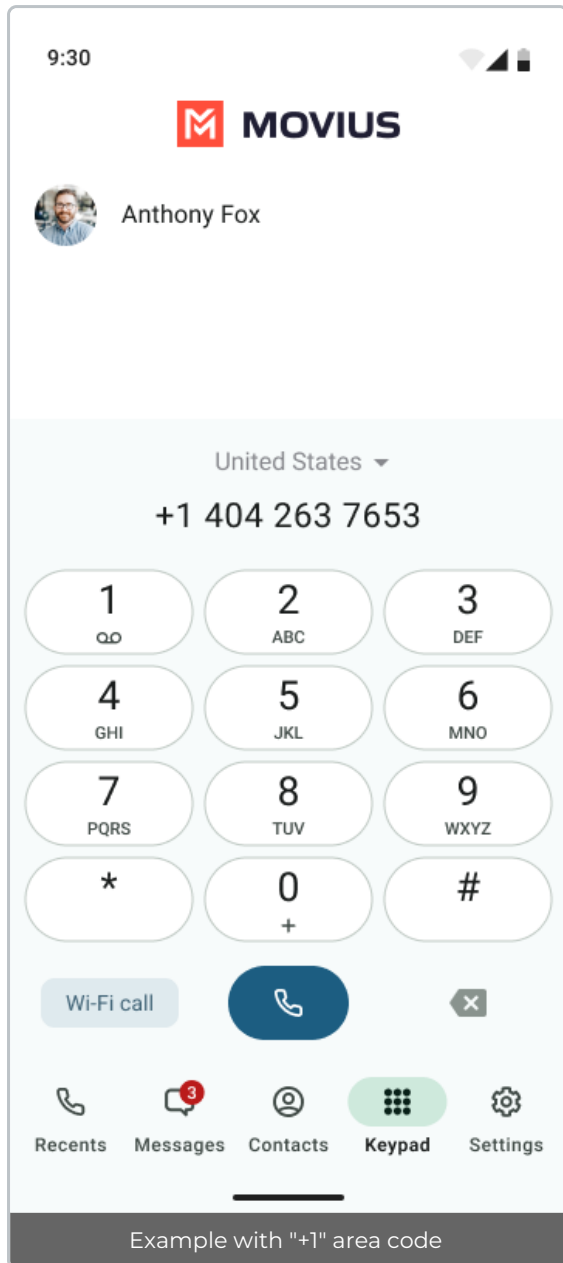 9:30
MOVIUS
Anthony Fox
United States
+1 404 263 7653
1 2 3
ABC DEF
4 5 6
GHI JKL MNO
7 8 9
PQRS TUV WXYZ
* 0 #
+
Wi-Fi call
3
Recents Messages Contacts Keypad Settings
Example with "+1" area code